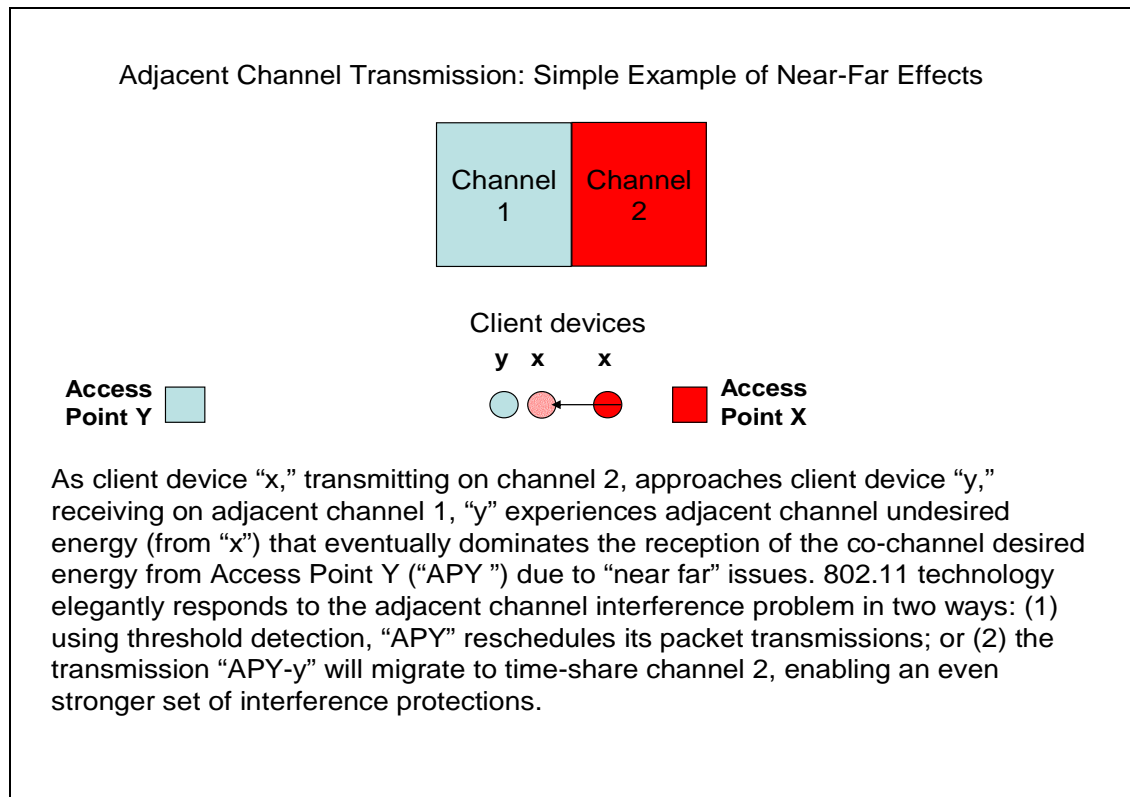 Adjacent Channel Transmission: Simple Example of Near-Far Effects
Channel
1
Channel
2
Client devices
y x x
Access
Point Y
Access
Point X
As client device “x,” transmitting on channel 2, approaches client device “y,”
receiving on adjacent channel 1, “y” experiences adjacent channel undesired
energy (from “x”) that eventually dominates the reception of the co-channel desired
energy from Access Point Y (“APY ”) due to “near far” issues. 802.11 technology
elegantly responds to the adjacent channel interference problem in two ways: (1)
using threshold detection, “APY” reschedules its packet transmissions; or (2) the
transmission “APY-y” will migrate to time-share channel 2, enabling an even
stronger set of interference protections.